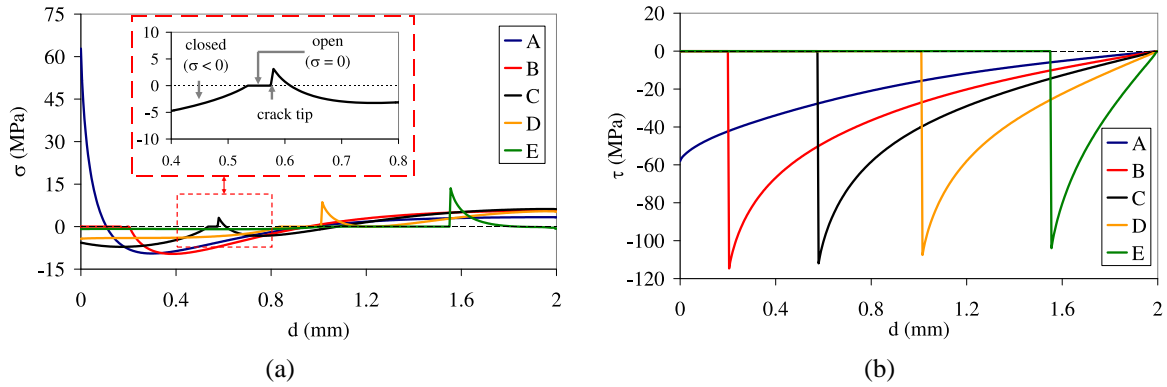 75
60
45
30
15
0
-15
σ (MPa)
0
0.4
0.8
1.2
1.6
2
d (mm)
10
5
0
-5
-10
0.4
0.5
0.6
0.7
0.8
closed
(σ < 0)
open
(σ = 0)
crack tip
A
B
C
D
E
(a)
20
0
-20
-40
-60
-80
-100
-120
τ (MPa)
0
0.4
0.8
1.2
1.6
2
d (mm)
A
B
C
D
E
(b)